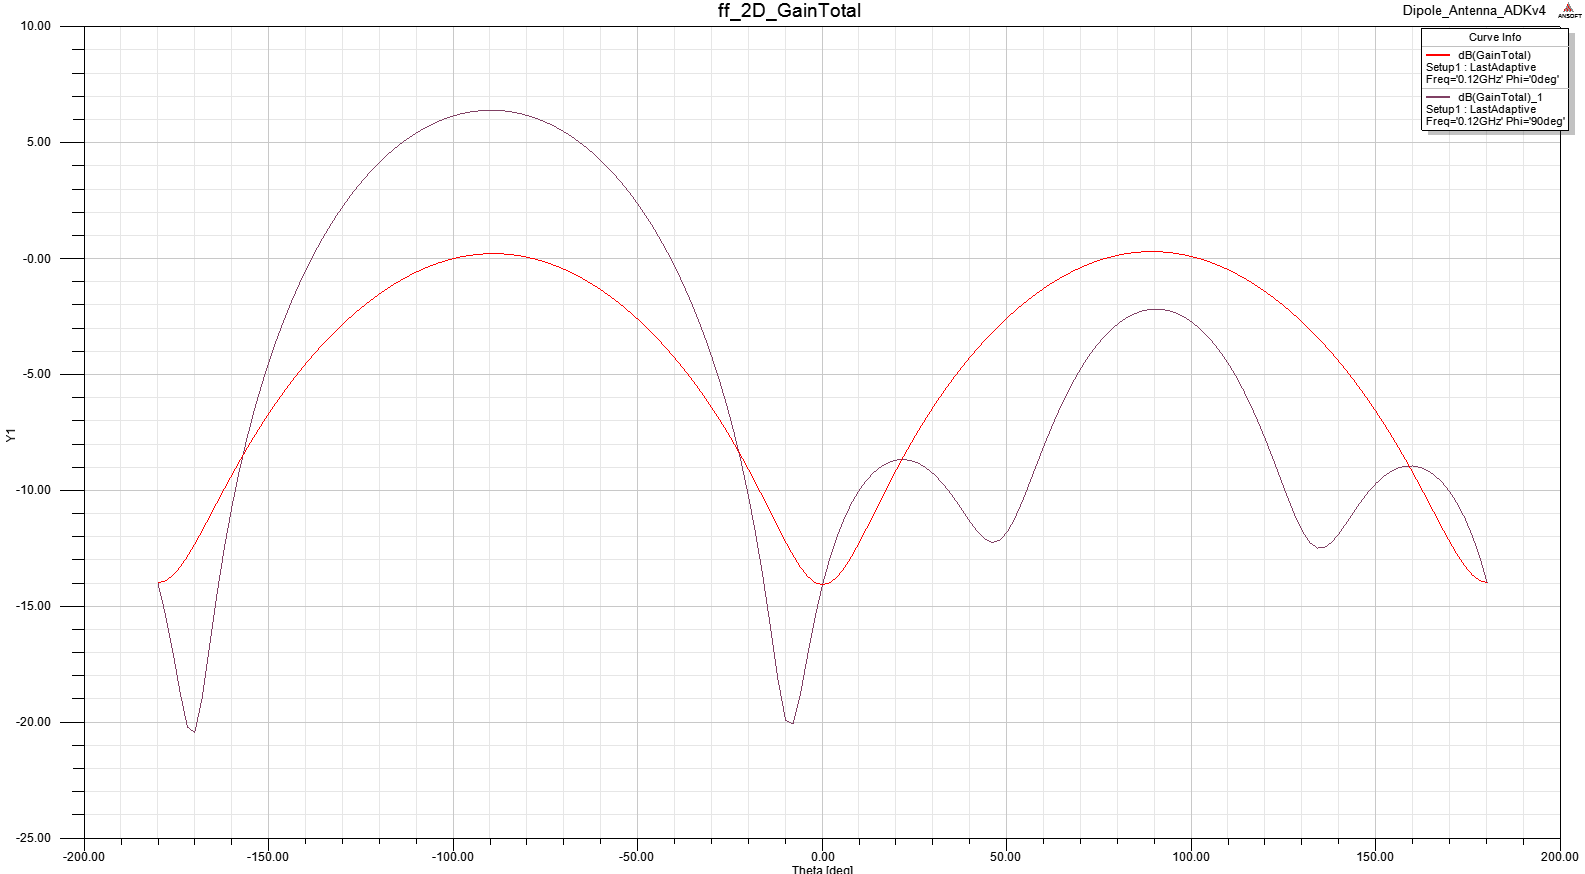 ff_2D_GainTotal
Dipole_Antenna_ADKv4
ANSOFT
Curve Info
dB(GainTotal)
Setup1 : LastAdaptive
Freq='0.12GHz' Phi='0deg'
dB(GainTotal)_1
Setup1 : LastAdaptive
Freq='0.12GHz' Phi='90deg'
10.00
5.00
-0.00
-5.00
-10.00
-15.00
-20.00
-25.00
Y1
-200.00 -150.00 -100.00 -50.00 0.00 50.00 100.00 150.00 200.00
Theta [deg]